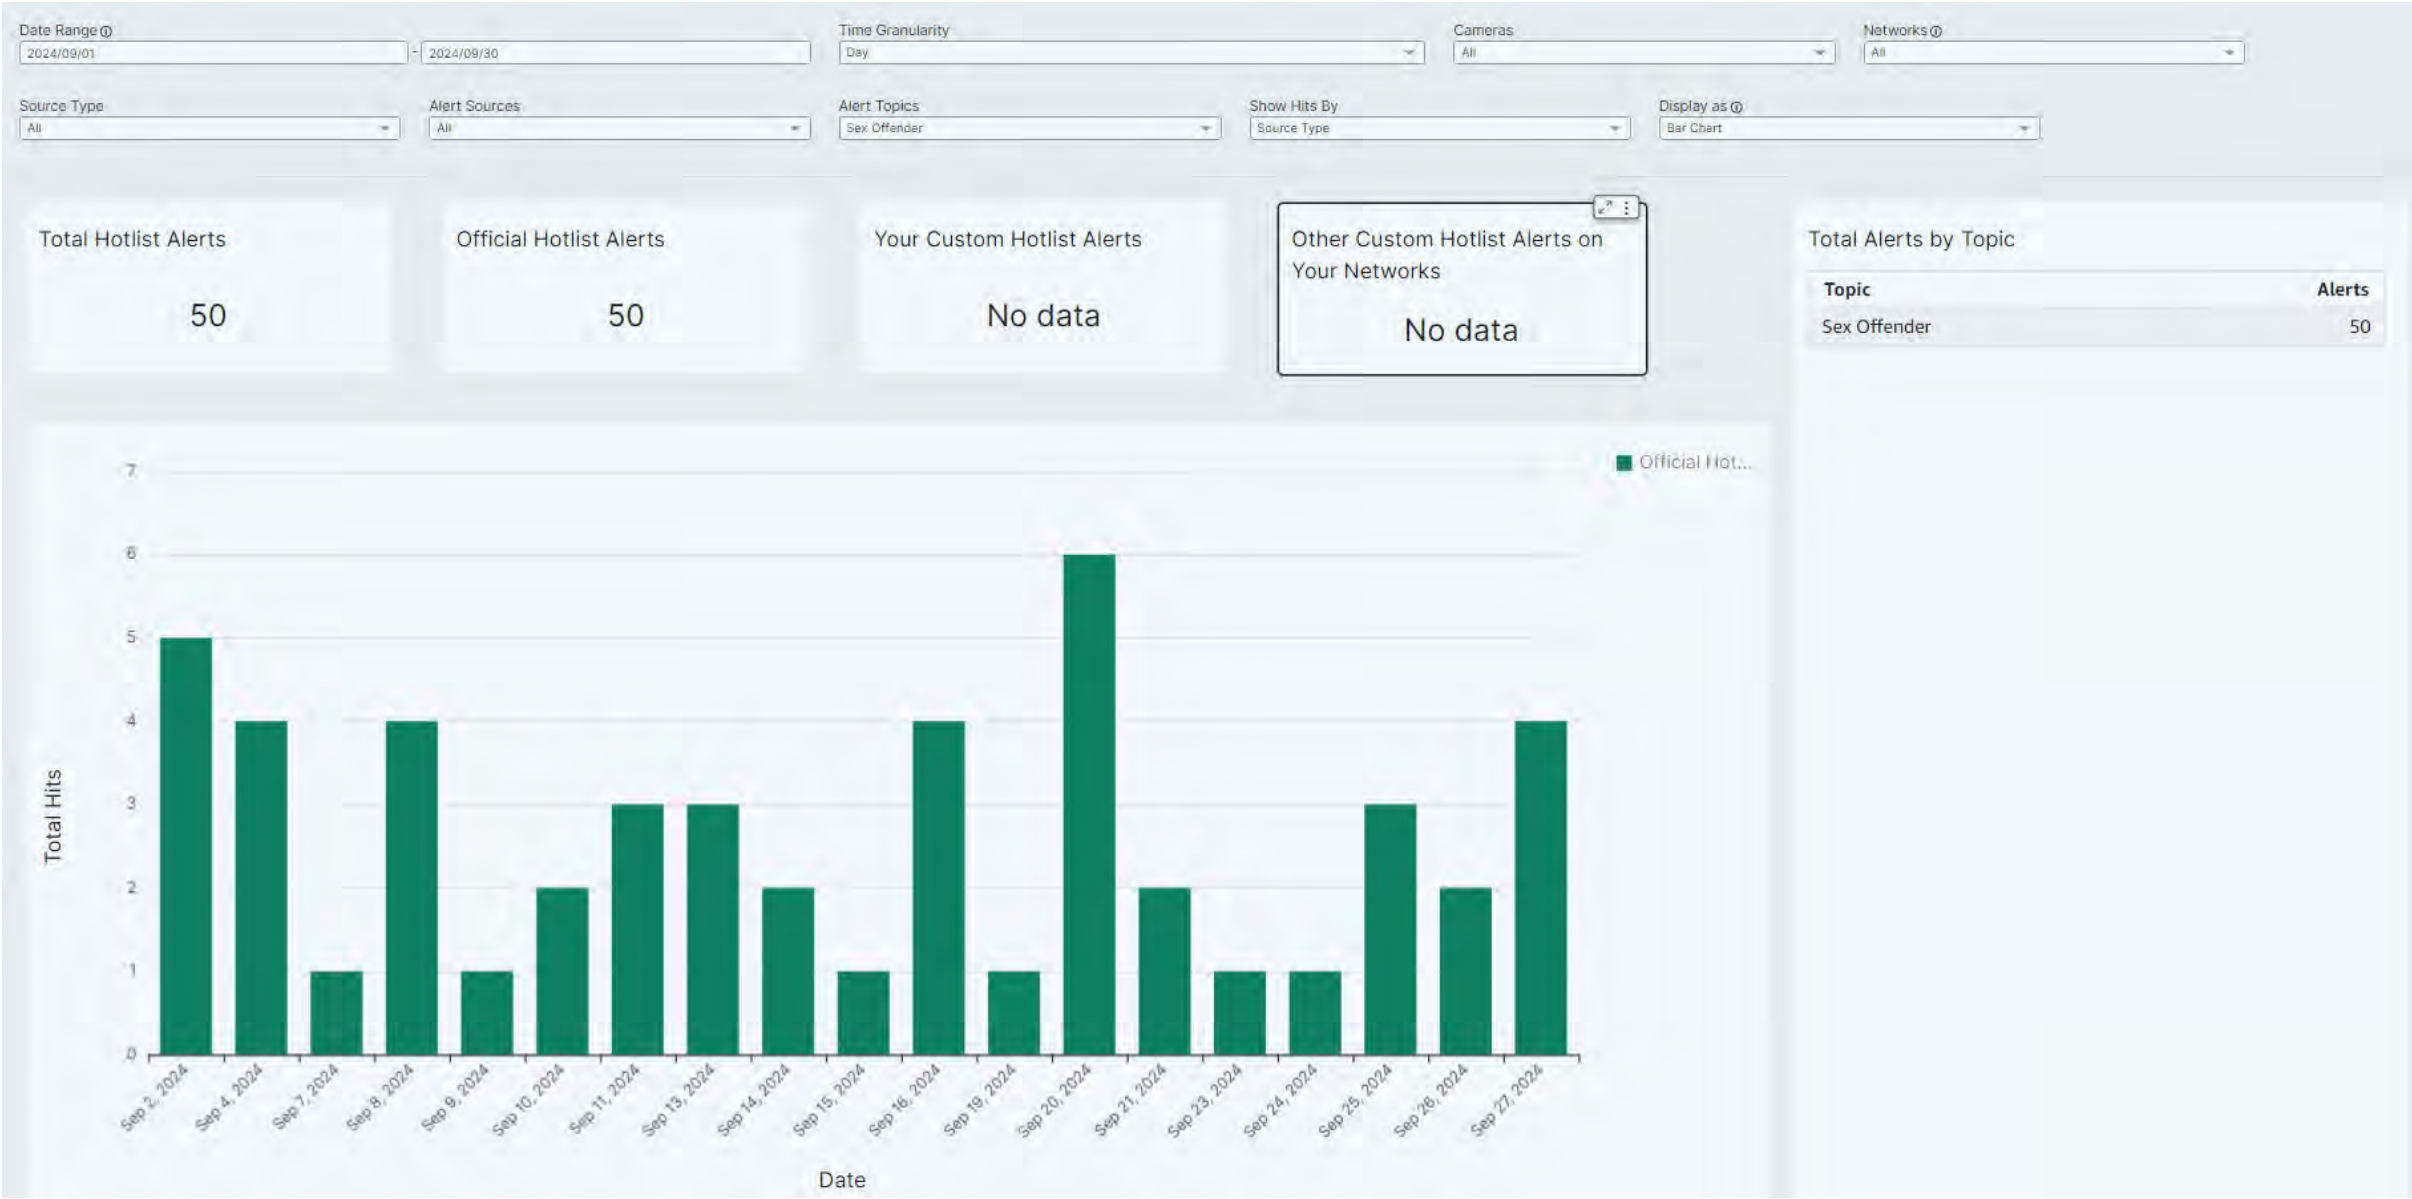 Date Range
2024/09/01 - 2024/09/30
Time Granularity
Day
Cameras
All
Networks
All
Source Type
All
Alert Sources
All
Alert Topics
Sex Offender
Show Hits By
Source Type
Display as
Bar Chart
Total Hotlist Alerts
50
Official Hotlist Alerts
50
Your Custom Hotlist Alerts
No data
Other Custom Hotlist Alerts on
Your Networks
No data
Total Alerts by Topic
Topic Alerts
Sex Offender 50
Official Hot...
7
6
5
4
3
2
1
0
Total Hits
Sep 2, 2024
Sep 4, 2024
Sep 7, 2024
Sep 8, 2024
Sep 9, 2024
Sep 10, 2024
Sep 11, 2024
Sep 13, 2024
Sep 14, 2024
Sep 15, 2024
Sep 16, 2024
Sep 19, 2024
Sep 20, 2024
Sep 21, 2024
Sep 23, 2024
Sep 24, 2024
Sep 25, 2024
Sep 26, 2024
Sep 27, 2024
Date